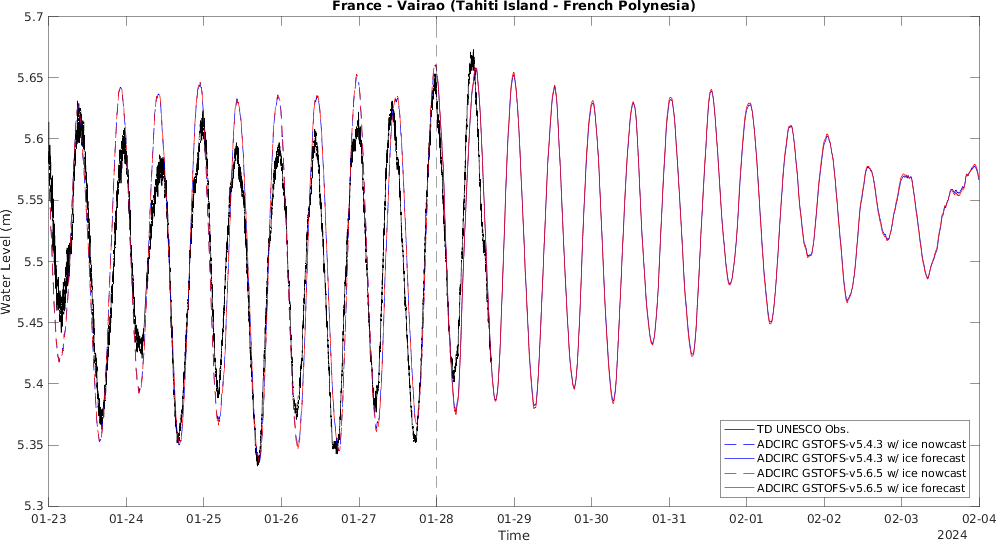 France - Vairao (Tahiti Island - French Polynesia)
5.7
5.65
5.6
5.55
5.5
5.45
5.4
5.35
5.3
Water Level (m)
01-23 01-24 01-25 01-26 01-27 01-28 01-29 01-30 01-31 02-01 02-02 02-03 02-04
Time
2024
TD UNESCO Obs.
ADCIRC GSTOFS-v5.4.3 w/ ice nowcast
ADCIRC GSTOFS-v5.4.3 w/ ice forecast
ADCIRC GSTOFS-v5.6.5 w/ ice nowcast
ADCIRC GSTOFS-v5.6.5 w/ ice forecast